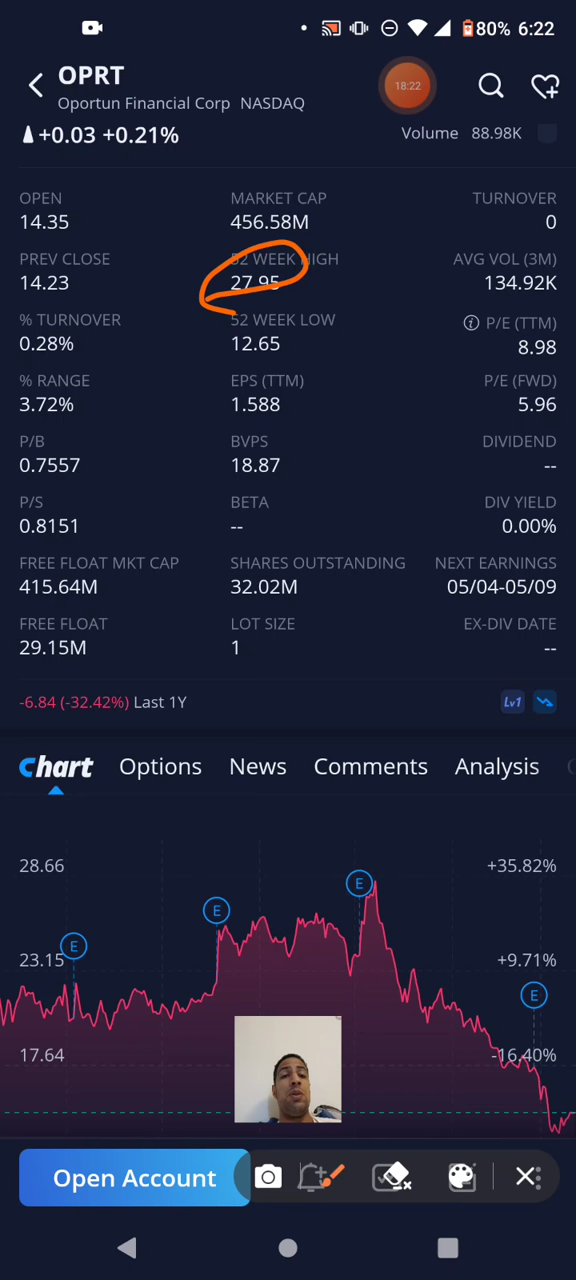 80% 6:22
OPRT
Oportun Financial Corp NASDAQ
18:22
+0.03 +0.21%
Volume 88.98K
OPEN MARKET CAP TURNOVER
14.35 456.58M 0
PREV CLOSE 52 WEEK HIGH AVG VOL (3M)
14.23 27.95 134.92K
% TURNOVER 52 WEEK LOW P/E (TTM)
0.28% 12.65 8.98
% RANGE EPS (TTM) P/E (FWD)
3.72% 1.588 5.96
P/B BVPS DIVIDEND
0.7557 18.87 --
P/S BETA DIV YIELD
0.8151 -- 0.00%
FREE FLOAT MKT CAP SHARES OUTSTANDING NEXT EARNINGS
415.64M 32.02M 05/04-05/09
FREE FLOAT LOT SIZE EX-DIV DATE
29.15M 1 --
-6.84 (-32.42%) Last 1Y Lv1
Chart Options News Comments Analysis
28.66 +35.82%
E
E
E
23.15 +9.71%
E
17.64 -16.40%
Open Account